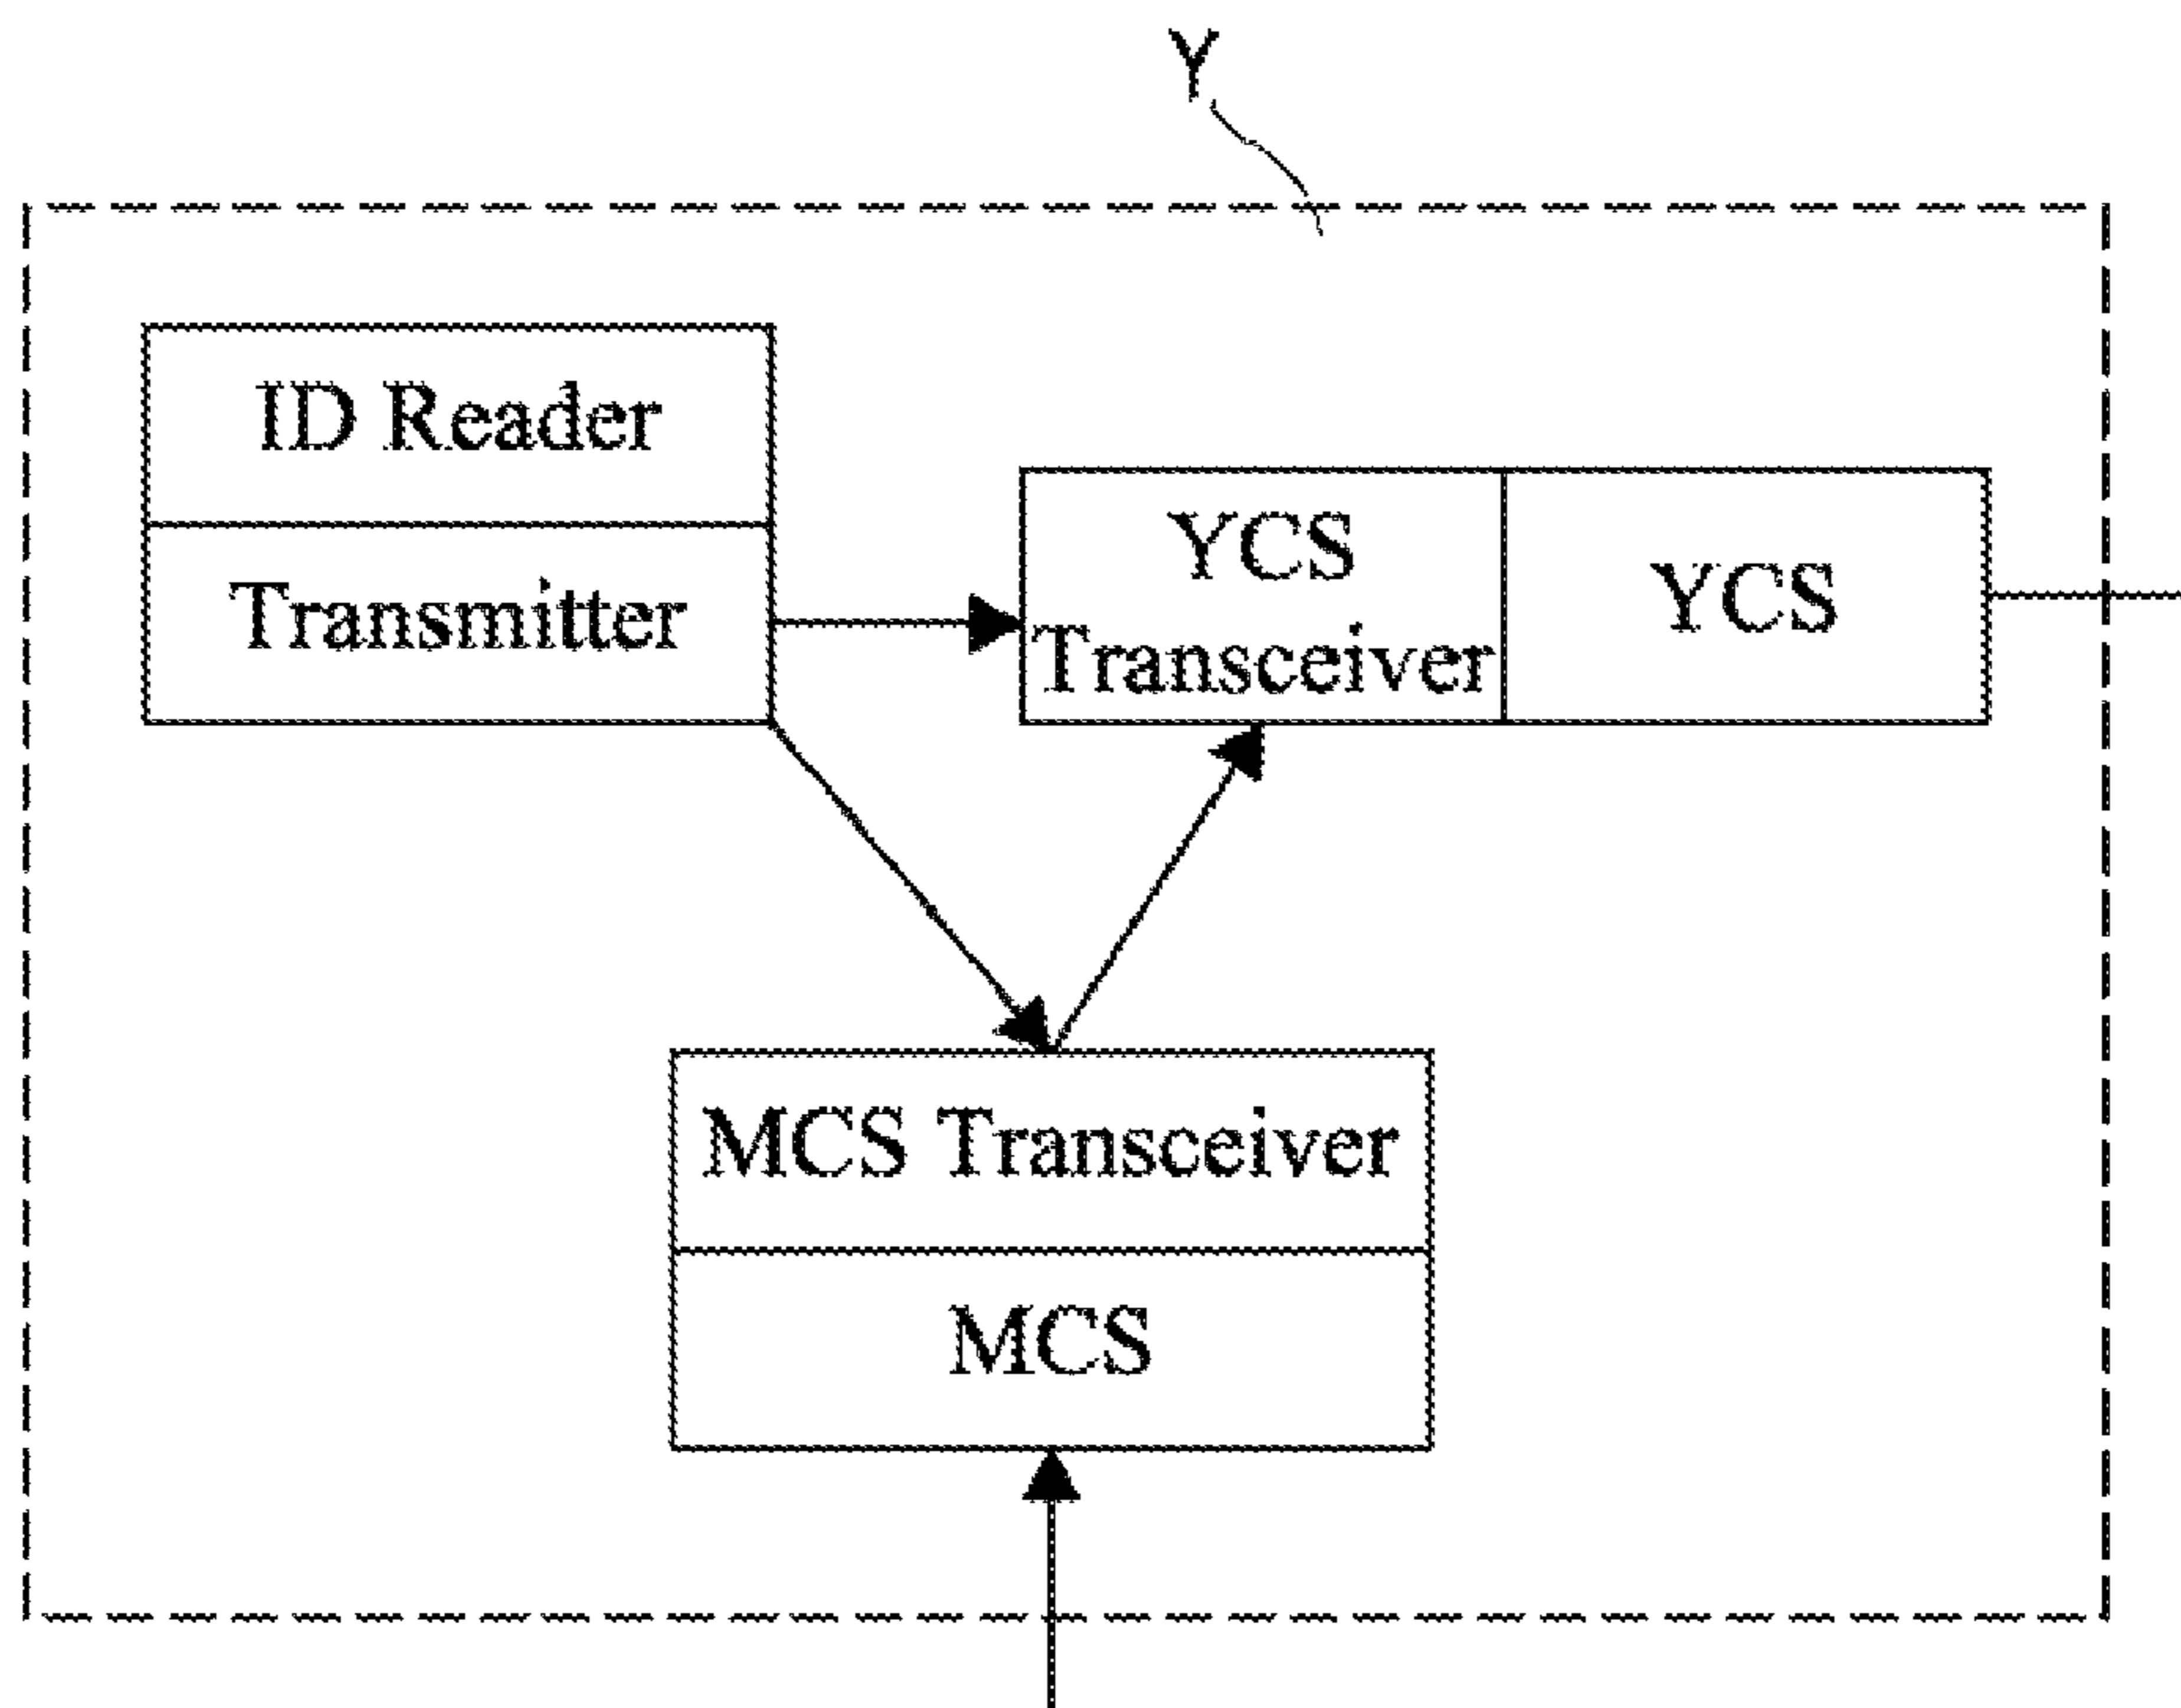 Y
ID Reader
Transmitter
YCS
Transceiver
YCS
MCS Transceiver
MCS